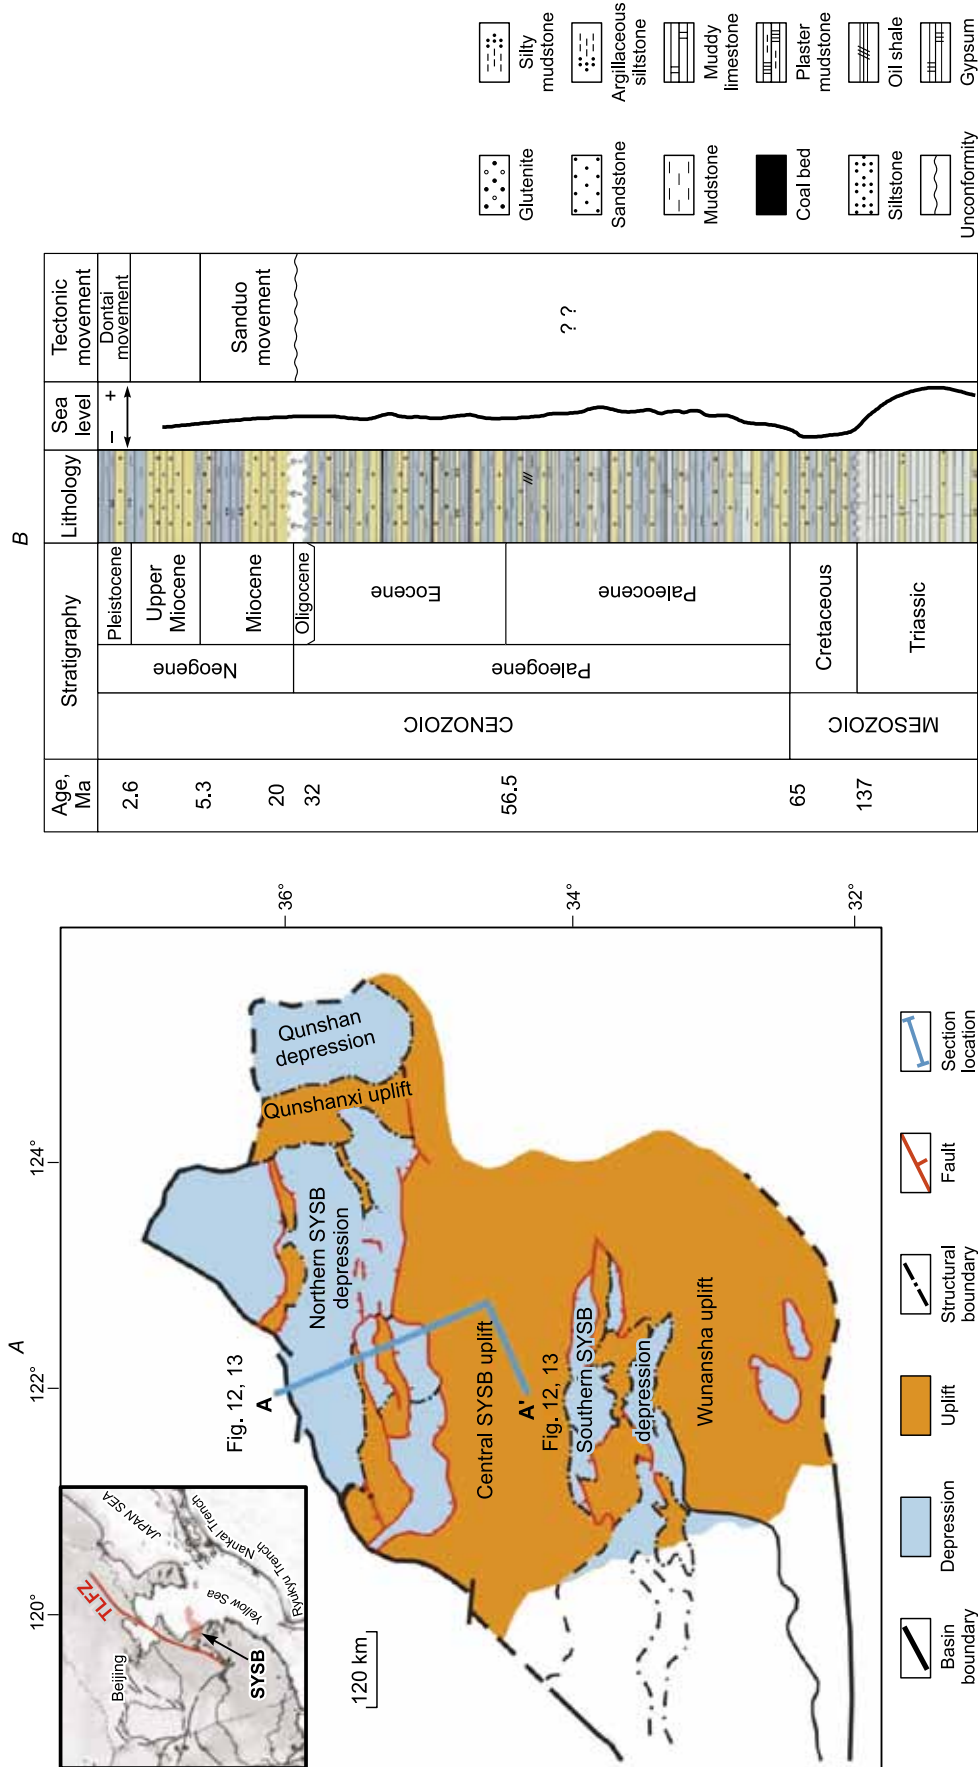 A
120°
122°
124°
36°
34°
32°
Beijing
TLFZ
JAPAN SEA
Nankai Trench
Ryukyu Trench
Yellow Sea
SYSB
120 km
Fig. 12, 13
A
A'
Fig. 12, 13
Northern SYSB
depression
Qunshanxi uplift
Qunshan
depression
Central SYSB uplift
Southern SYSB
depression
Wunansha uplift
Basin
boundary
Depression
Uplift
Structural
boundary
Fault
Section
location
B
Age,
Ma
Stratigraphy
Lithology
Sea
level
Tectonic
movement
– +
2.6
5.3
20
32
56.5
65
137
CENOZOIC
MESOZOIC
Neogene
Paleogene
Pleistocene
Upper
Miocene
Miocene
Oligocene
Eocene
Paleocene
Cretaceous
Triassic
Dontai
movement
Sanduo
movement
? ?
Glutenite
Sandstone
Mudstone
Coal bed
Siltstone
Unconformity
Silty
mudstone
Argillaceous
siltstone
Muddy
limestone
Plaster
mudstone
Oil shale
Gypsum